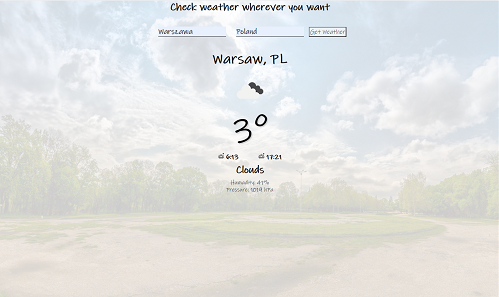 Check weather wherever you want
Warszawa Poland Get Weather
Warsaw, PL
3°
6:13 17:21
Clouds
Humidity: 47%
Pressure: 1019 hPa